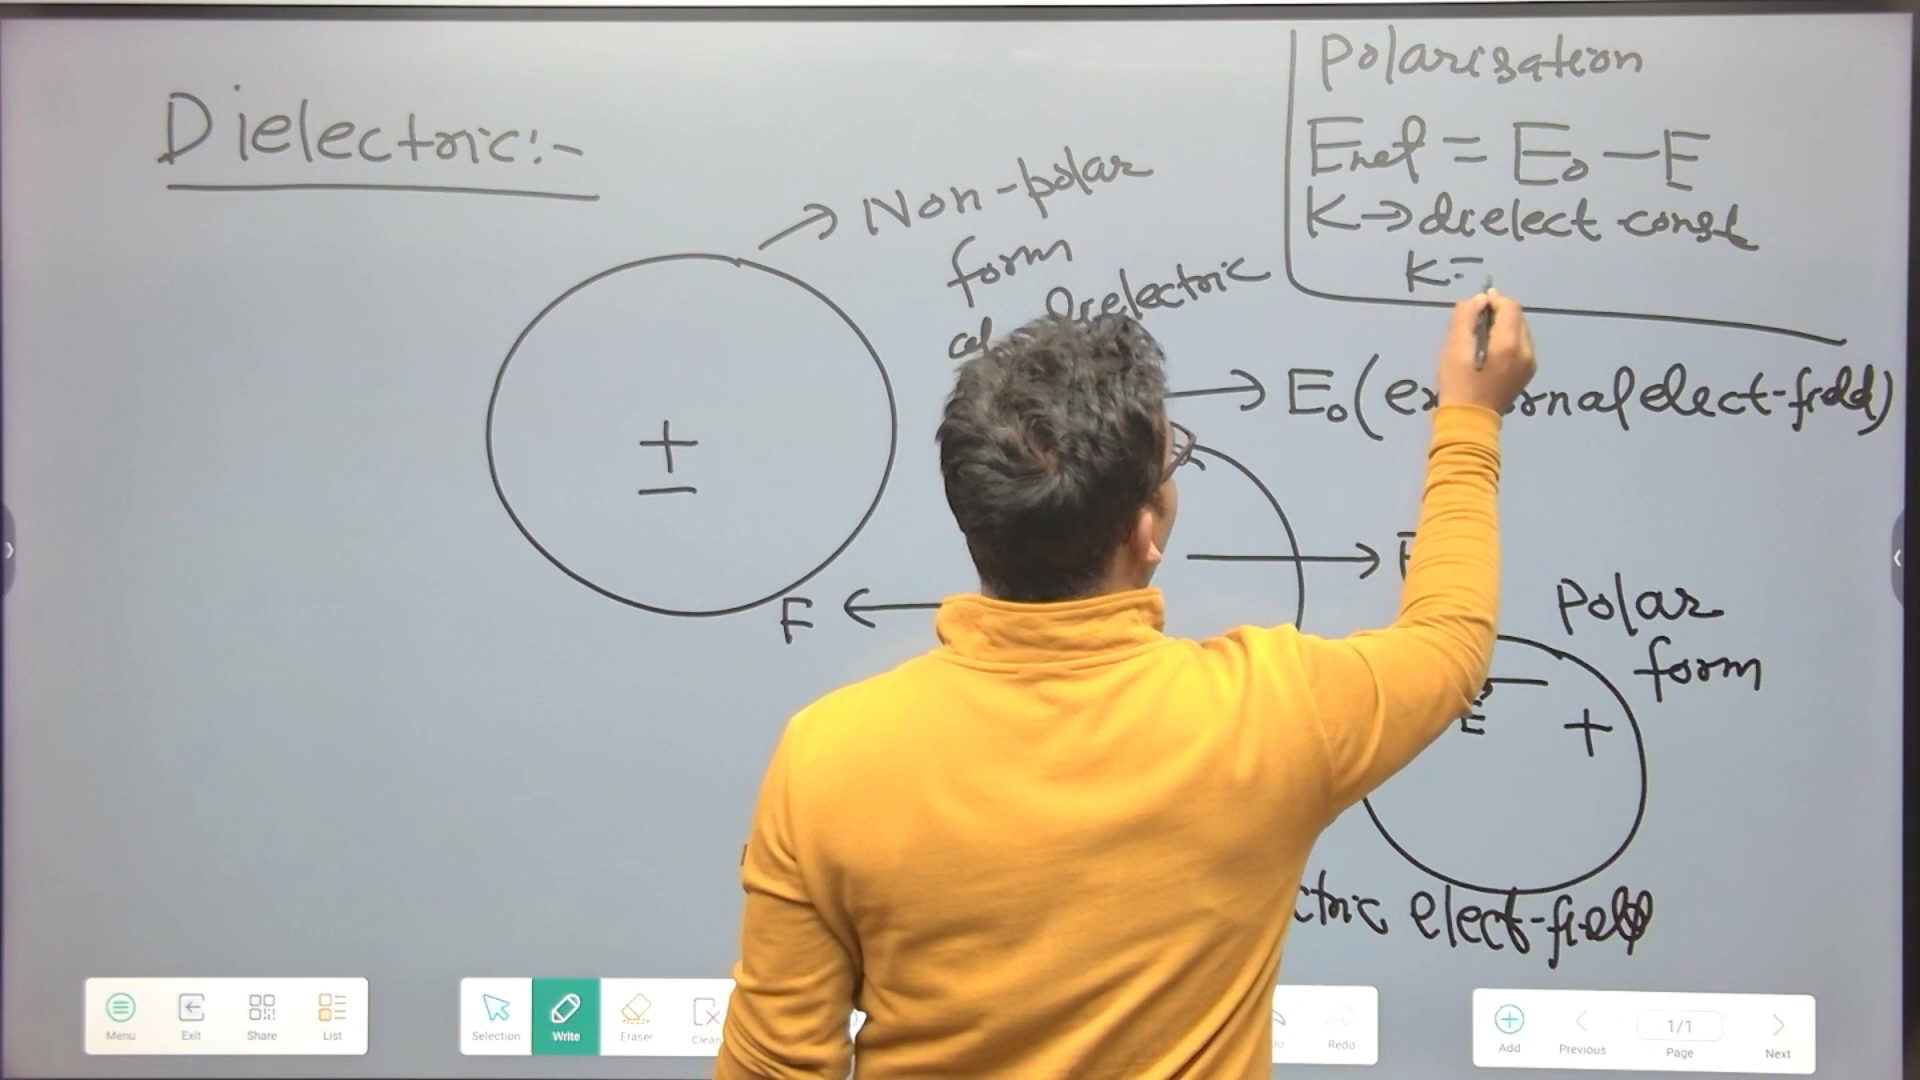 Dielectric:-
Non-polar
form
of Dielectric
Polarisation
Enet = E₀ - E
K → dielect const
K =
E₀ (external elect-field)
F
Polar
form
E
+
+
-
ctric elect-field
Menu
Exit
Share
List
Selection
Write
Eraser
Clear
Redo
Add
Previous
1/1
Page
Next